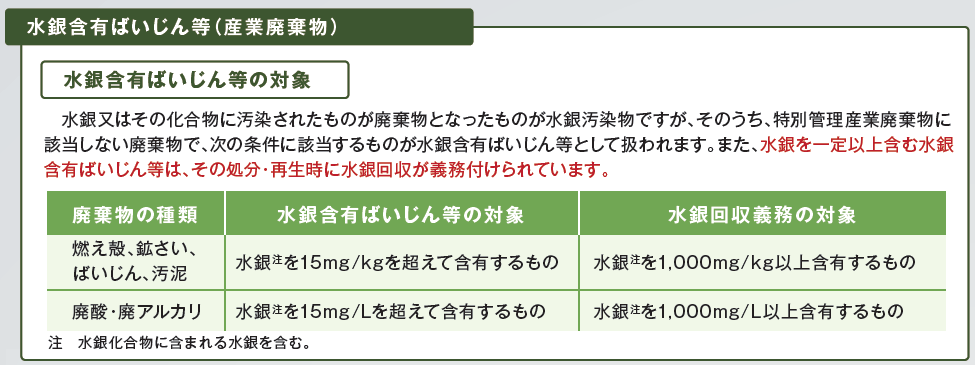 水銀含有ばいじん等（産業廃棄物）
水銀含有ばいじん等の対象
水銀又はその化合物に汚染されたものが廃棄物となったものが水銀汚染物ですが、そのうち、特別管理産業廃棄物に
該当しない廃棄物で、次の条件に該当するものが水銀含有ばいじん等として扱われます。また、水銀を一定以上含む水銀
含有ばいじん等は、その処分・再生時に水銀回収が義務付けられています。
廃棄物の種類 水銀含有ばいじん等の対象 水銀回収義務の対象
燃え殻、鉱さい、
ばいじん、汚泥 水銀注を15mg/kgを超えて含有するもの 水銀注を1,000mg/kg以上含有するもの
廃酸・廃アルカリ 水銀注を15mg/Lを超えて含有するもの 水銀注を1,000mg/L以上含有するもの
注 水銀化合物に含まれる水銀を含む。